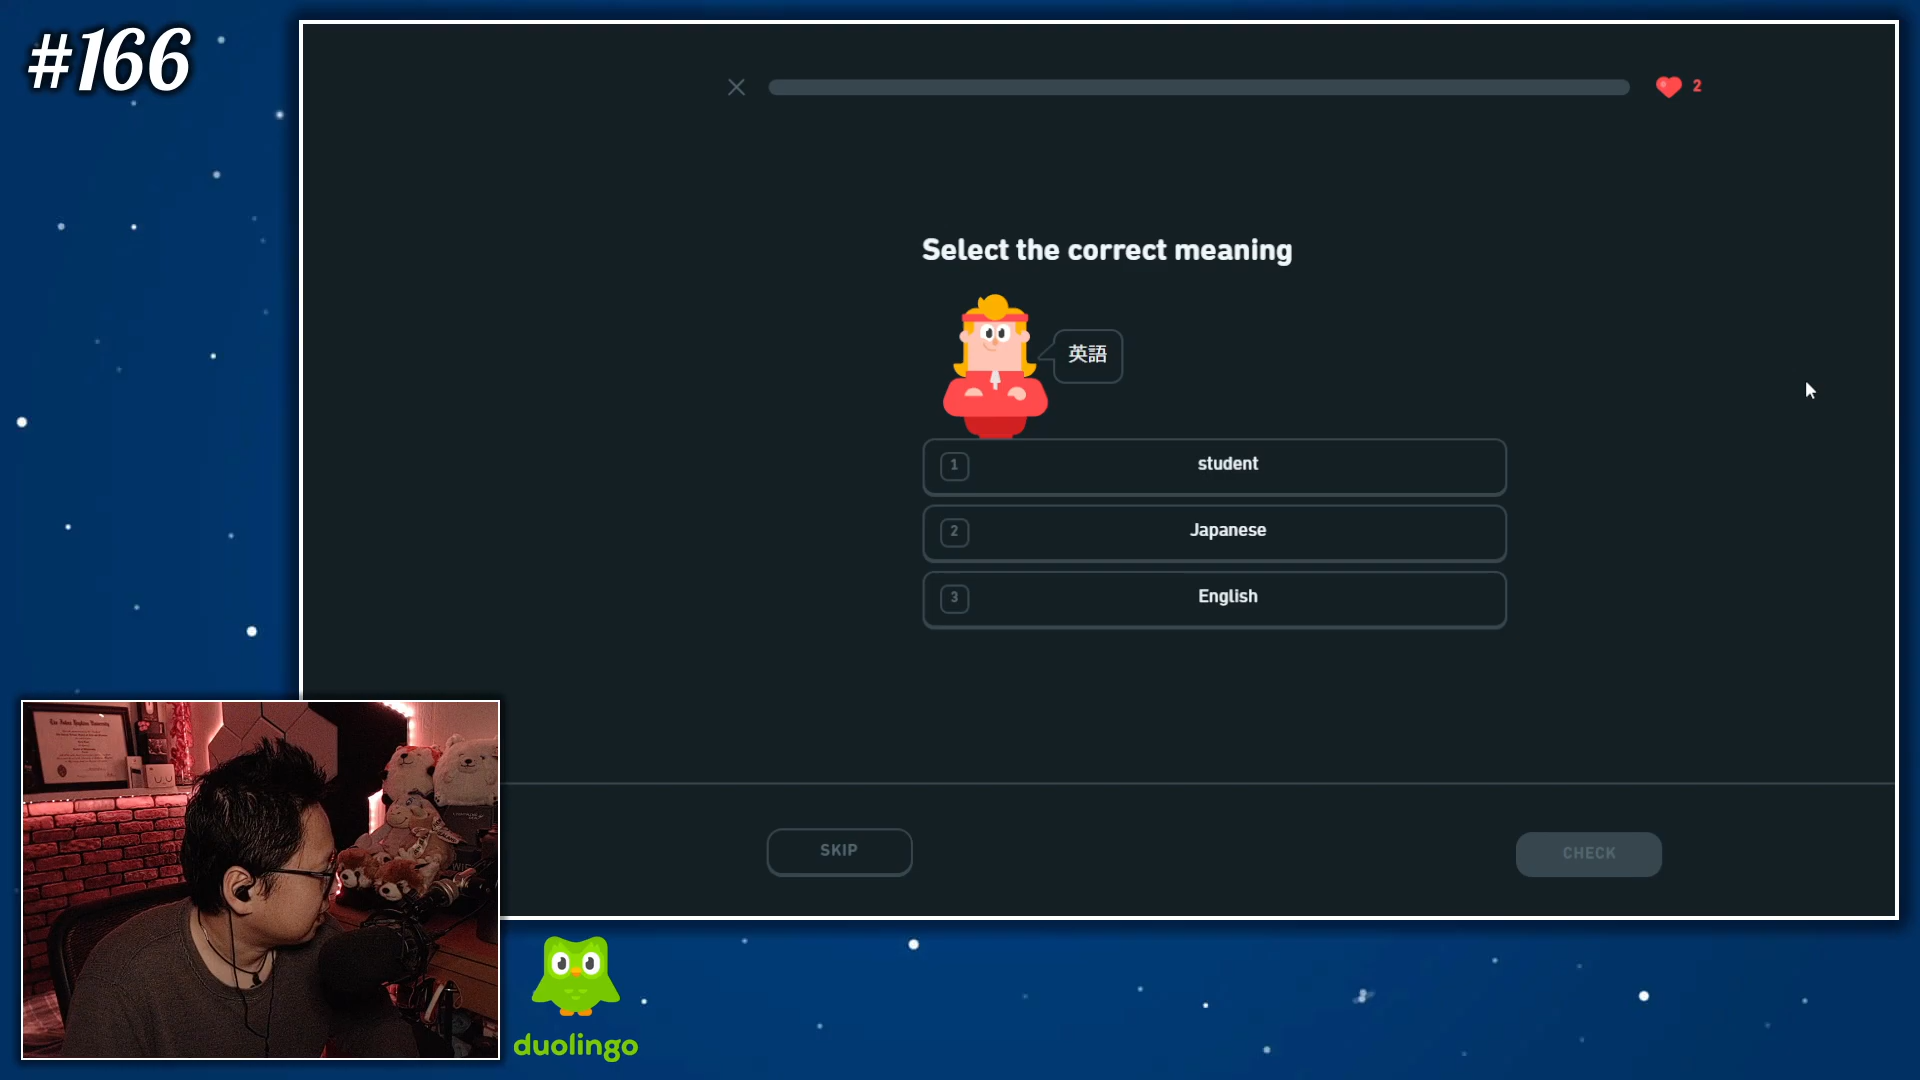 #166
2
Select the correct meaning
英語
1
student
2
Japanese
3
English
SKIP
CHECK
duolingo